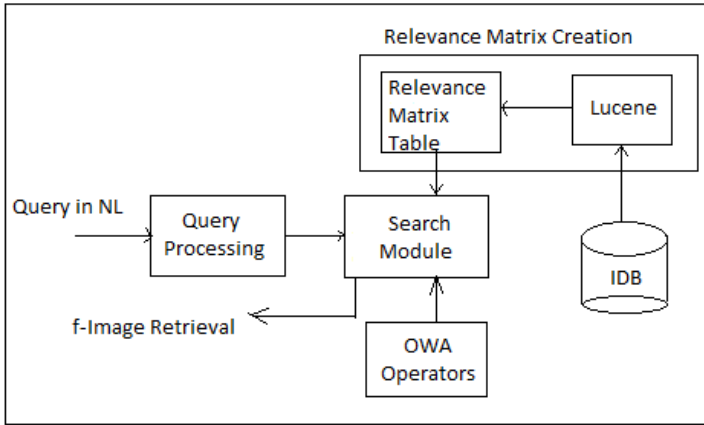 Relevance Matrix Creation
Relevance
Matrix
Table
Lucene
Query in NL
Query
Processing
Search
Module
IDB
f-Image Retrieval
OWA
Operators